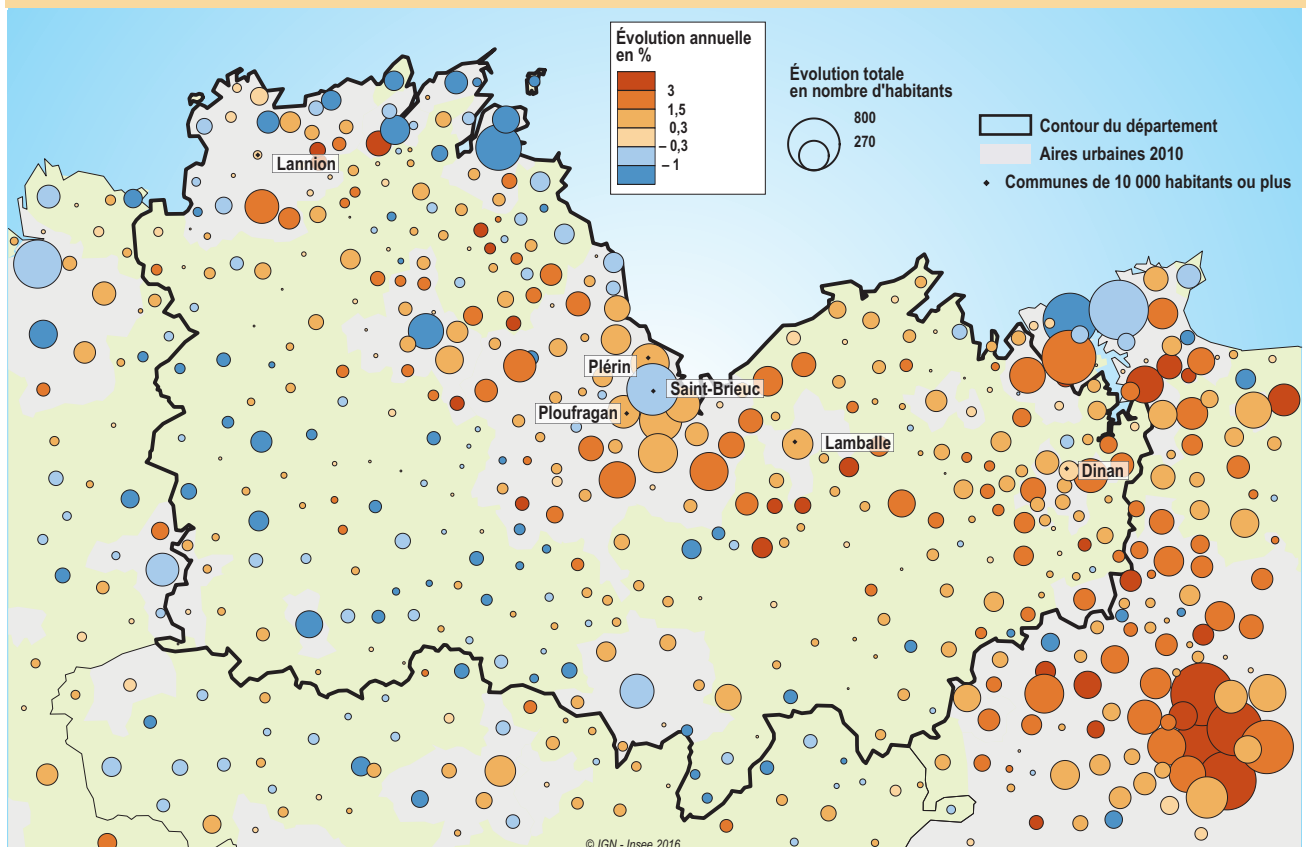 Évolution annuelle
en %
3
1,5
0,3
– 0,3
– 1
Évolution totale
en nombre d'habitants
800
270
Contour du département
Aires urbaines 2010
Communes de 10 000 habitants ou plus
Lannion
Plérin
Saint-Brieuc
Ploufragan
Lamballe
Dinan
© IGN - Insee 2016